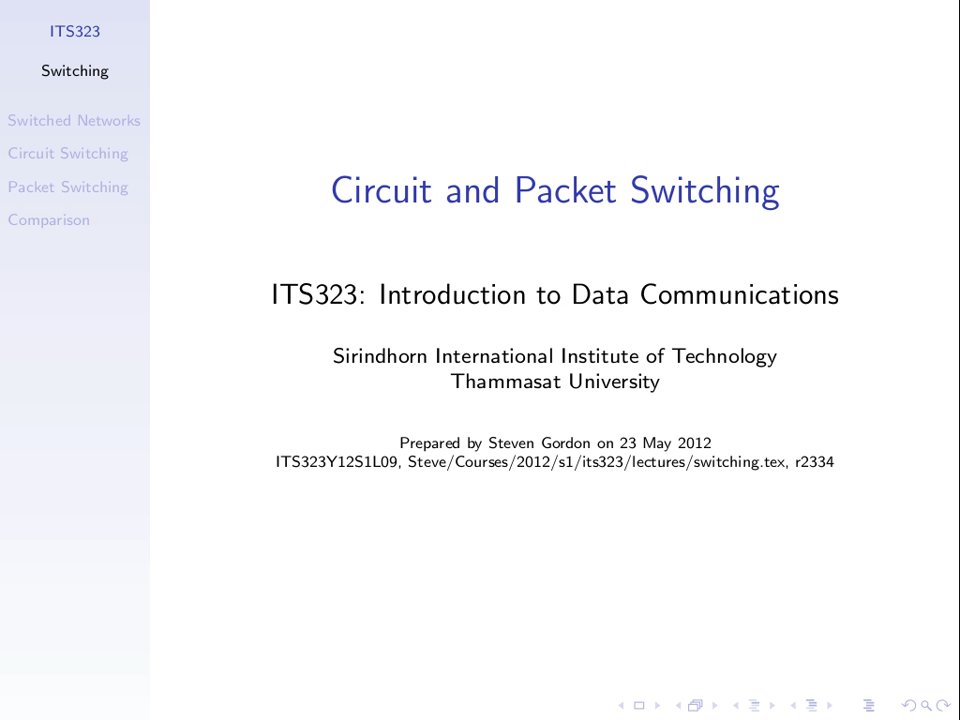 ITS323
Switching
Switched Networks
Circuit Switching
Packet Switching
Comparison
Circuit and Packet Switching
ITS323: Introduction to Data Communications
Sirindhorn International Institute of Technology
Thammasat University
Prepared by Steven Gordon on 23 May 2012
ITS323Y12S1L09, Steve/Courses/2012/s1/its323/lectures/switching.tex, r2334